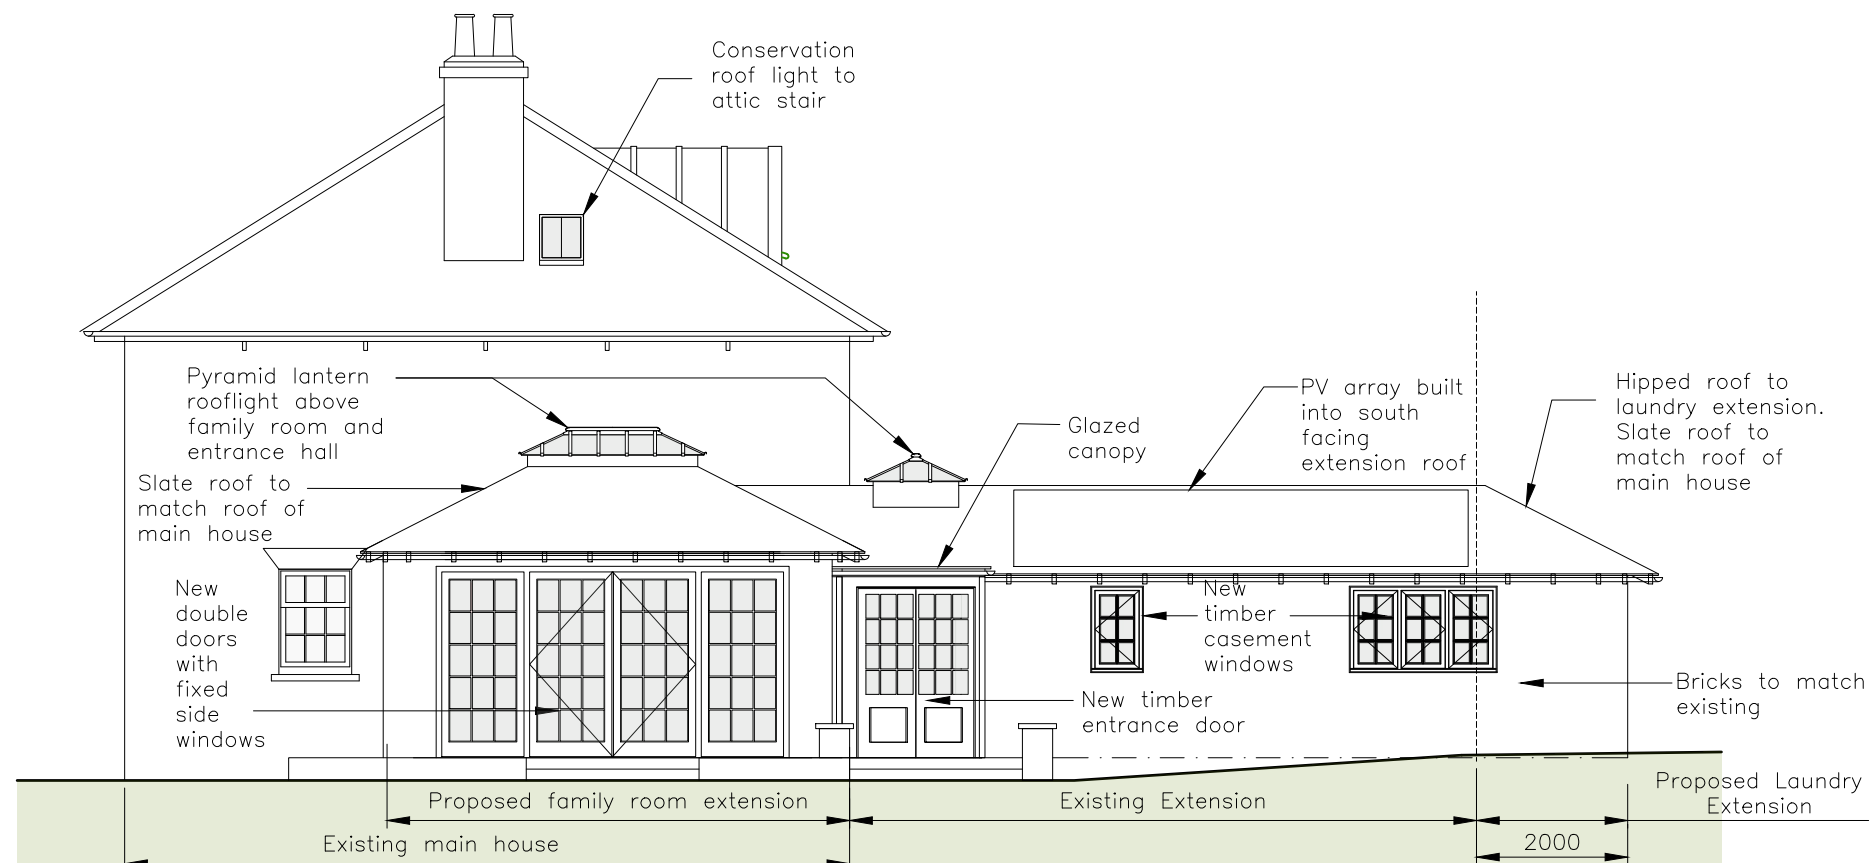 Conservation
roof light to
attic stair
Pyramid lantern
rooflight above
family room and
entrance hall
Slate roof to
match roof of
main house
New
double
doors
with
fixed
side
windows
Glazed
canopy
PV array built
into south
facing
extension roof
Hipped roof to
laundry extension.
Slate roof to
match roof of
main house
New
timber
casement
windows
New timber
entrance door
Bricks to match
existing
Proposed family room extension
Existing Extension
Proposed Laundry
Extension
Existing main house
2000